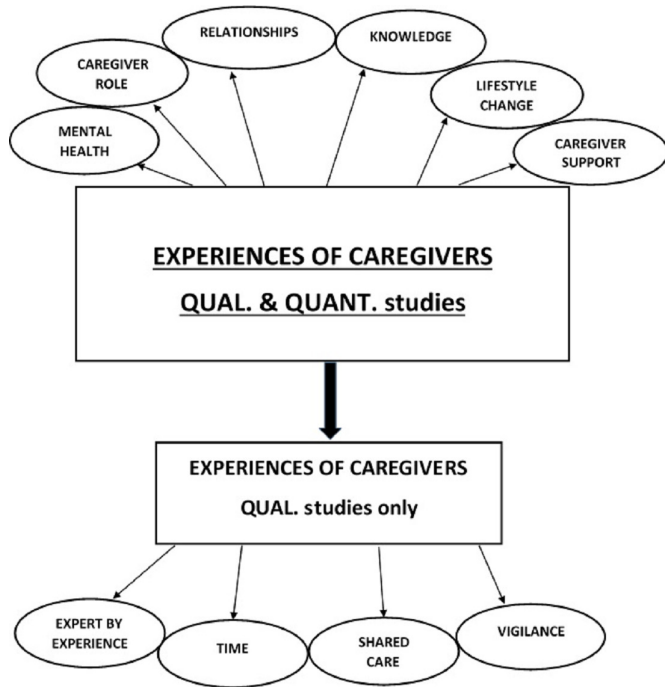 RELATIONSHIPS
KNOWLEDGE
CAREGIVER
ROLE
LIFESTYLE
CHANGE
MENTAL
HEALTH
CAREGIVER
SUPPORT
EXPERIENCES OF CAREGIVERS
QUAL. & QUANT. studies
EXPERIENCES OF CAREGIVERS
QUAL. studies only
EXPERT BY
EXPERIENCE
TIME
SHARED
CARE
VIGILANCE